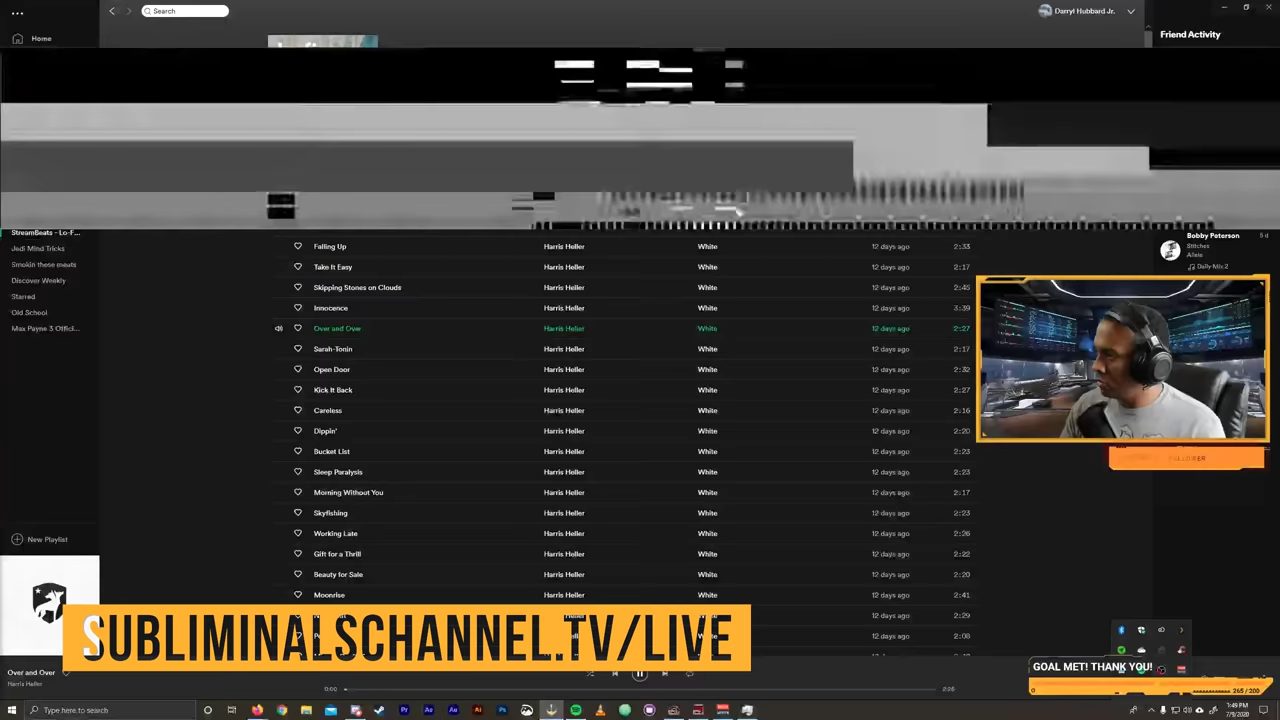 Search
Darryl Hubbard Jr.
Home
Friend Activity
StreamBeats - Lo-F...
Jedi Mind Tricks
Smokin these meats
Discover Weekly
Starred
Old School
Max Payne 3 Offici...
Bobby Peterson 5 d
Stitches
Daily Mix 2
Falling Up Harris Heller White 12 days ago 2:33
Take It Easy Harris Heller White 12 days ago 2:17
Skipping Stones on Clouds Harris Heller White 12 days ago 2:45
Innocence Harris Heller White 12 days ago 3:39
Over and Over Harris Heller White 12 days ago 2:27
Sarah-Tonin Harris Heller White 12 days ago 2:17
Open Door Harris Heller White 12 days ago 2:32
Kick It Back Harris Heller White 12 days ago 2:27
Careless Harris Heller White 12 days ago 2:16
Dippin' Harris Heller White 12 days ago 2:20
Bucket List Harris Heller White 12 days ago 2:23
Sleep Paralysis Harris Heller White 12 days ago 2:23
Morning Without You Harris Heller White 12 days ago 2:17
Skyfishing Harris Heller White 12 days ago 2:23
Working Late Harris Heller White 12 days ago 2:26
Gift for a Thrill Harris Heller White 12 days ago 2:22
Beauty for Sale Harris Heller White 12 days ago 2:20
Moonrise Harris Heller White 12 days ago 2:41
12 days ago 2:29
12 days ago 2:08
FOLLOWER
New Playlist
SUBLIMINALSCHANNEL.TV/LIVE
Over and Over
Harris Heller
0:00
2:26
GOAL MET! THANK YOU!
0
265 / 200
Type here to search
1:49 PM
7/9/2020